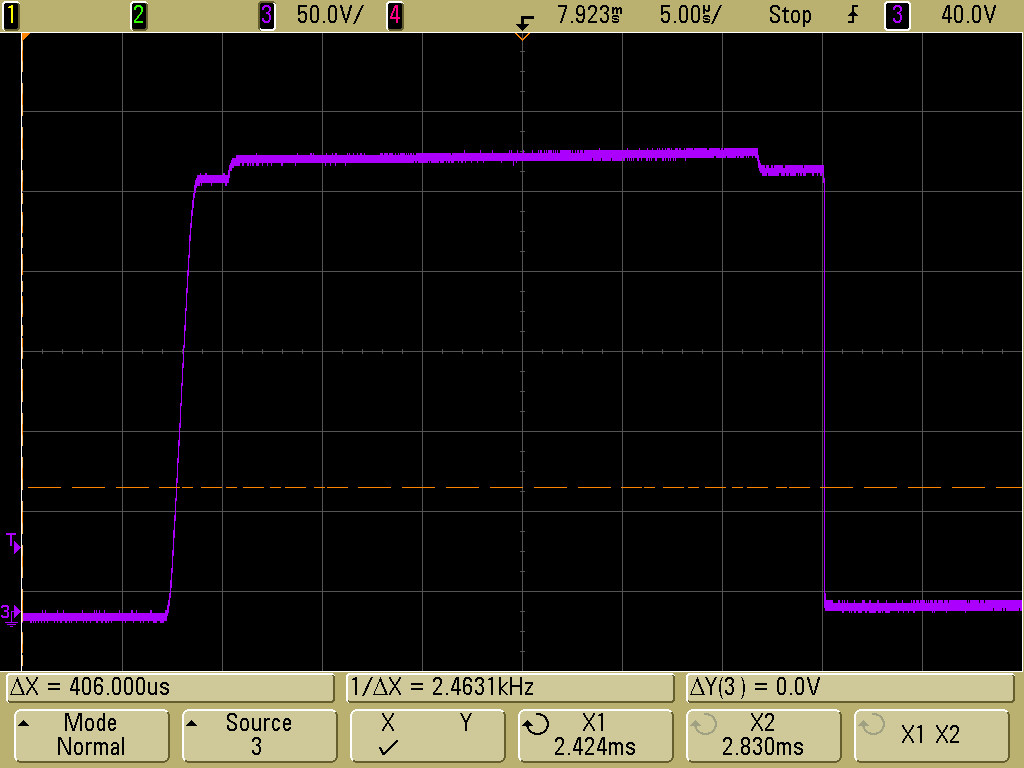 1 2 3 50.0V/ 4 7.923ms 5.00µs/ Stop 3 40.0V
T
3
ΔX = 406.000us 1/ΔX = 2.4631kHz ΔY(3) = 0.0V
Mode Source X Y X1 X2 X1 X2
Normal 3 ✓ 2.424ms 2.830ms